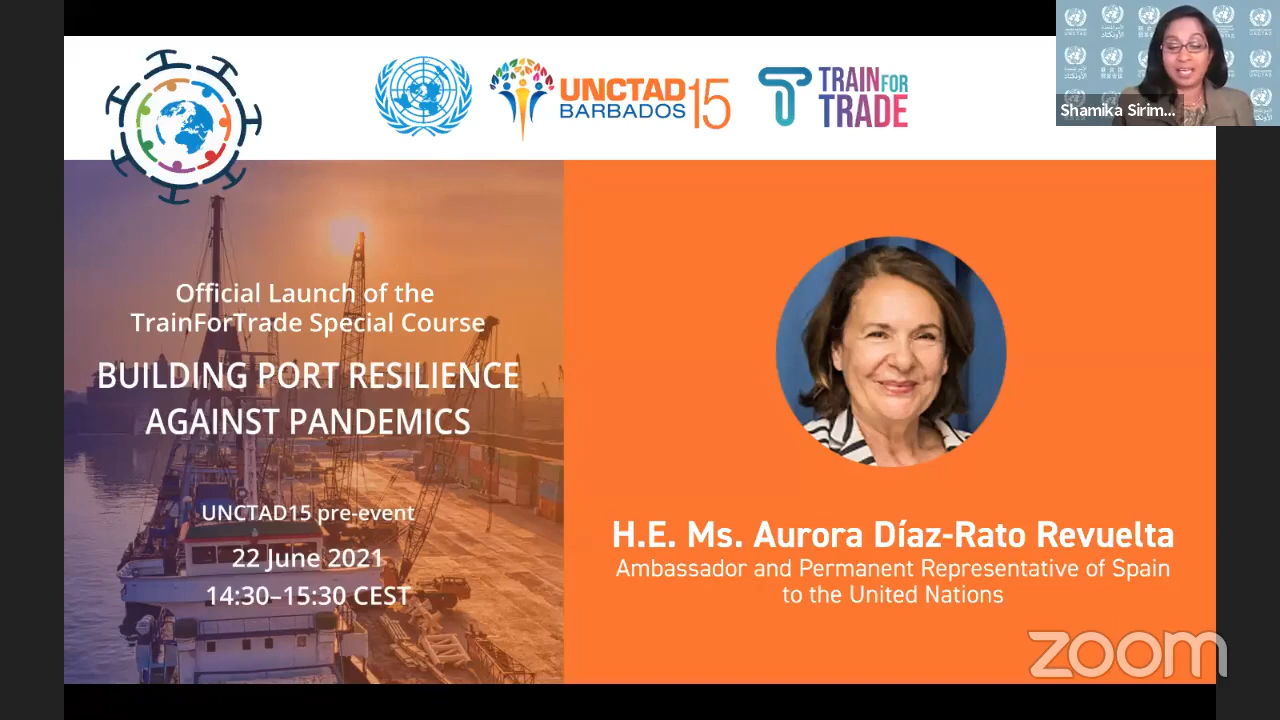 UNCTAD
BARBADOS
15
TRAIN FOR
TRADE
Shamika Sirim...
Official Launch of the
TrainForTrade Special Course
BUILDING PORT RESILIENCE
AGAINST PANDEMICS
UNCTAD15 pre-event
22 June 2021
14:30–15:30 CEST
H.E. Ms. Aurora Díaz-Rato Revuelta
Ambassador and Permanent Representative of Spain
to the United Nations
zoom